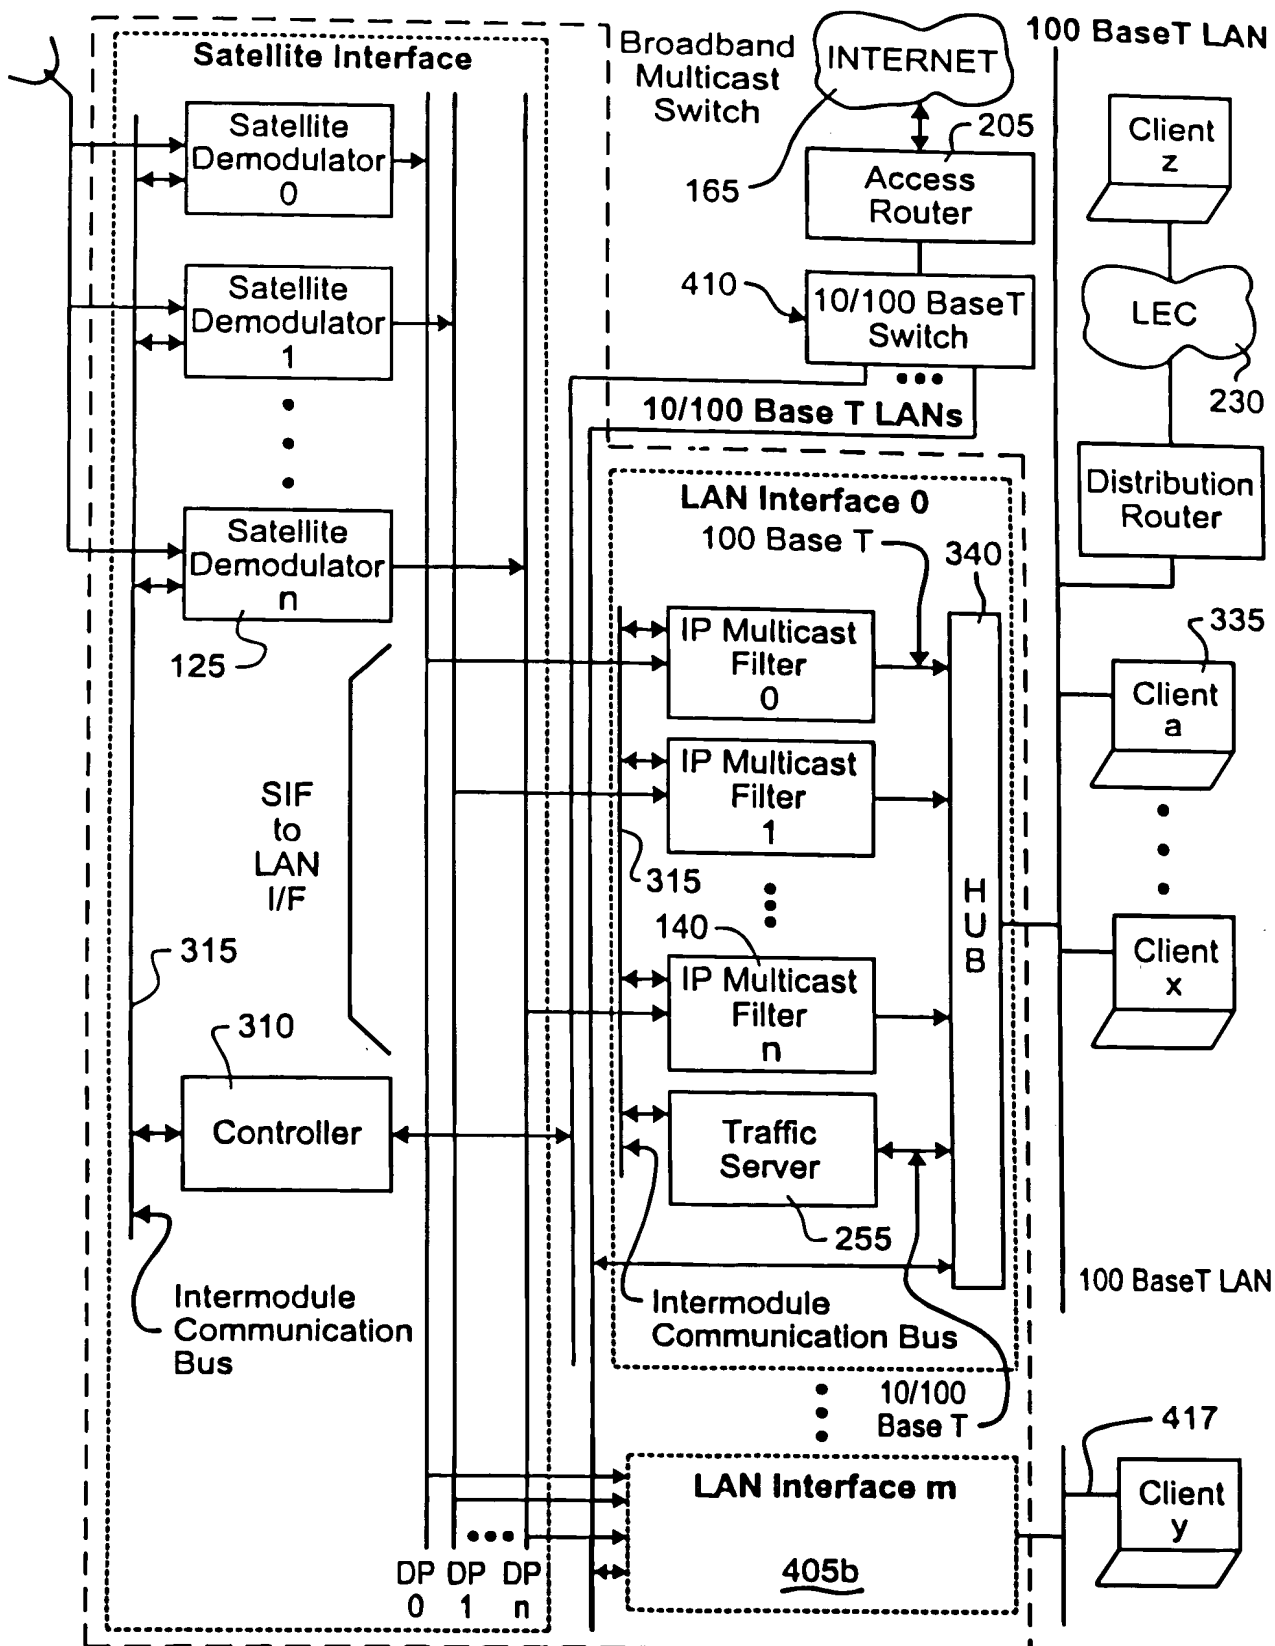 Satellite Interface
Satellite
Demodulator
0
Satellite
Demodulator
1
Satellite
Demodulator
n
125
SIF
to
LAN
I/F
315
310
Controller
Intermodule
Communication
Bus
DP DP DP
0 1 n
Broadband
Multicast
Switch
INTERNET
165
205
Access
Router
410
10/100 BaseT
Switch
10/100 Base T LANs
LAN Interface 0
100 Base T
340
IP Multicast
Filter
0
IP Multicast
Filter
1
315
140
IP Multicast
Filter
n
Traffic
Server
255
H
U
B
Intermodule
Communication Bus
10/100
Base T
LAN Interface m
405b
100 BaseT LAN
Client
z
LEC
230
Distribution
Router
335
Client
a
Client
x
100 BaseT LAN
417
Client
y